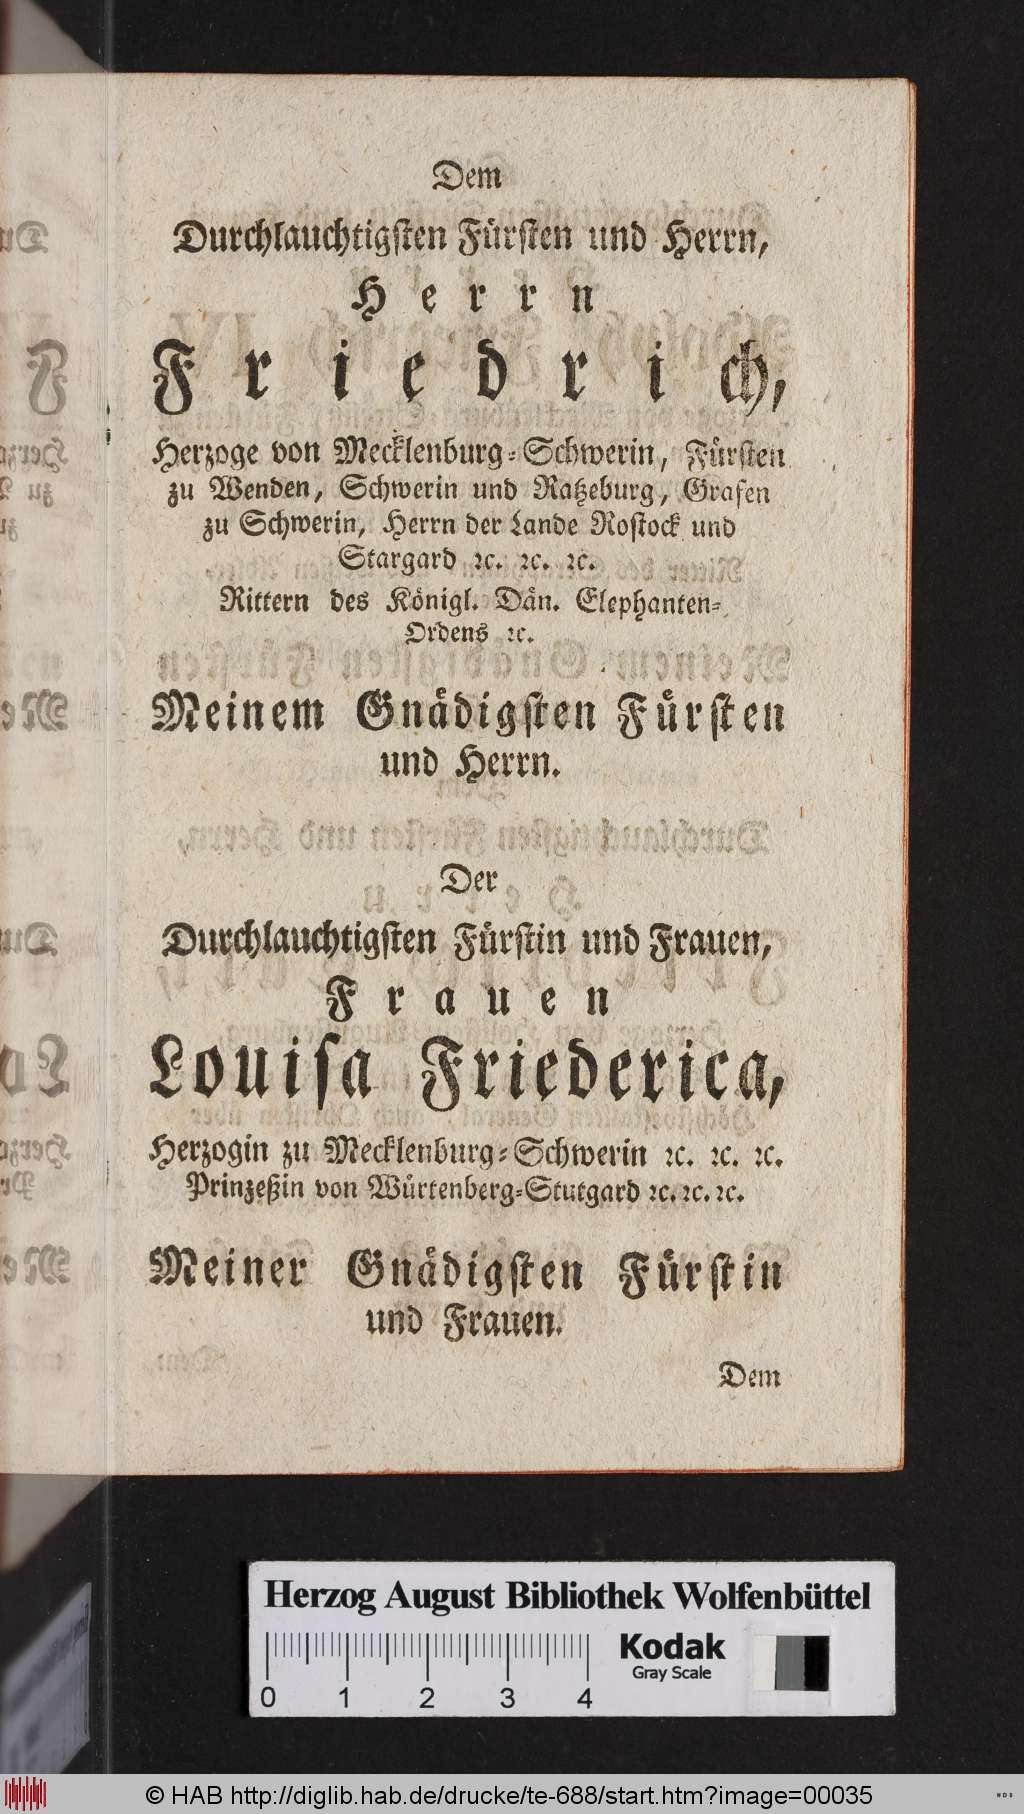 Dem
Durchlauchtigſten Fürſten und Herrn,
Herrn
Friedrich,
Herzoge von Mecklenburg-Schwerin, Fürſten
zu Wenden, Schwerin und Ratzeburg, Grafen
zu Schwerin, Herrn der Lande Roſtock und
Stargard ꝛc. ꝛc. ꝛc.
Rittern des Königl. Dän. Elephanten-
Ordens ꝛc.
Meinem Gnädigſten Fürſten
und Herrn.
Der
Durchlauchtigſten Fürſtin und Frauen,
Frauen
Louiſa Friederica,
Herzogin zu Mecklenburg-Schwerin ꝛc. ꝛc. ꝛc.
Prinzeßin von Würtenberg-Stutgard ꝛc. ꝛc. ꝛc.
Meiner Gnädigſten Fürſtin
und Frauen.
Dem
Herzog August Bibliothek Wolfenbüttel
Kodak
Gray Scale
0 1 2 3 4
© HAB http://diglib.hab.de/drucke/te-688/start.htm?image=00035